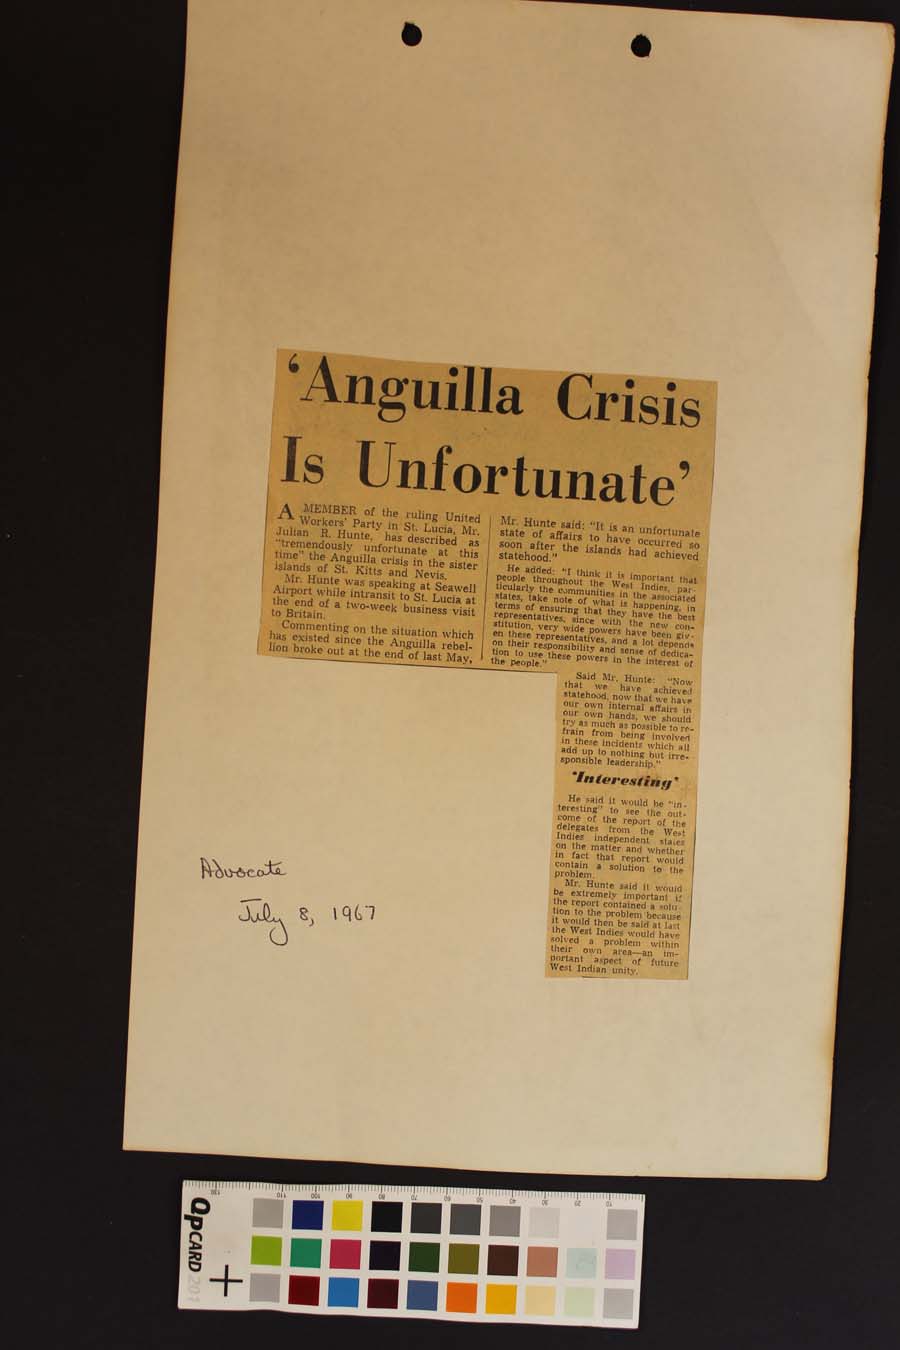 ‘Anguilla Crisis
Is Unfortunate’
A MEMBER of the ruling United
Workers' Party in St. Lucia, Mr.
Julian R. Hunte, has described as
“tremendously unfortunate at this
time” the Anguilla crisis in the sister
islands of St. Kitts and Nevis.
Mr. Hunte was speaking at Seawell
Airport while intransit to St. Lucia at
the end of a two-week business visit
to Britain.
Commenting on the situation which
has existed since the Anguilla rebel-
lion broke out at the end of last May,
Mr. Hunte said: “It is an unfortunate
state of affairs to have occurred so
soon after the islands had achieved
statehood.”
He added: “I think it is important that
people throughout the West Indies, par-
ticularly the communities in the associated
states, take note of what is happening, in
terms of ensuring that they have the best
representatives, since with the new con-
stitution, very wide powers have been giv-
en these representatives, and a lot depends
on their responsibility and sense of dedica-
tion to use these powers in the interest of
the people.”
Said Mr. Hunte: “Now
that we have achieved
statehood, now that we have
our own internal affairs in
our own hands, we should
try as much as possible to re-
frain from being involved
in these incidents which all
add up to nothing but irre-
sponsible leadership.”
‘Interesting’
He said it would be “in-
teresting” to see the out-
come of the report of the
delegates from the West
Indies independent states
on the matter and whether
in fact that report would
contain a solution to the
problem.
Mr. Hunte said it would
be extremely important if
the report contained a solu-
tion to the problem because
it would then be said at last
the West Indies would have
solved a problem within
their own area—an im-
portant aspect of future
West Indian unity.
Advocate
July 8, 1967
130 110 100 90 80 70 60 50 40 30 20 10
QPCARD 201